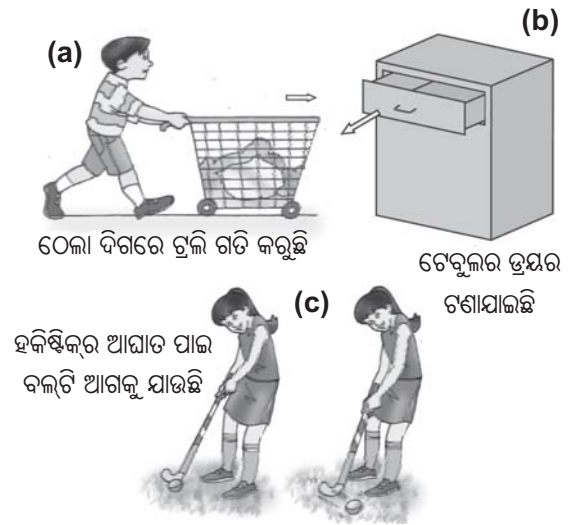 (a)
(b)
ଠେଲା ଦିଗରେ ଟ୍ରଲି ଗତି କରୁଛି
ଟେବୁଲର ଡ୍ରୟର
ଟଣାଯାଇଛି
(c)
ହକିଷ୍ଟିକ୍‌ର ଆଘାତ ପାଇ
ବଲ୍‌ଟି ଆଗକୁ ଯାଉଛି